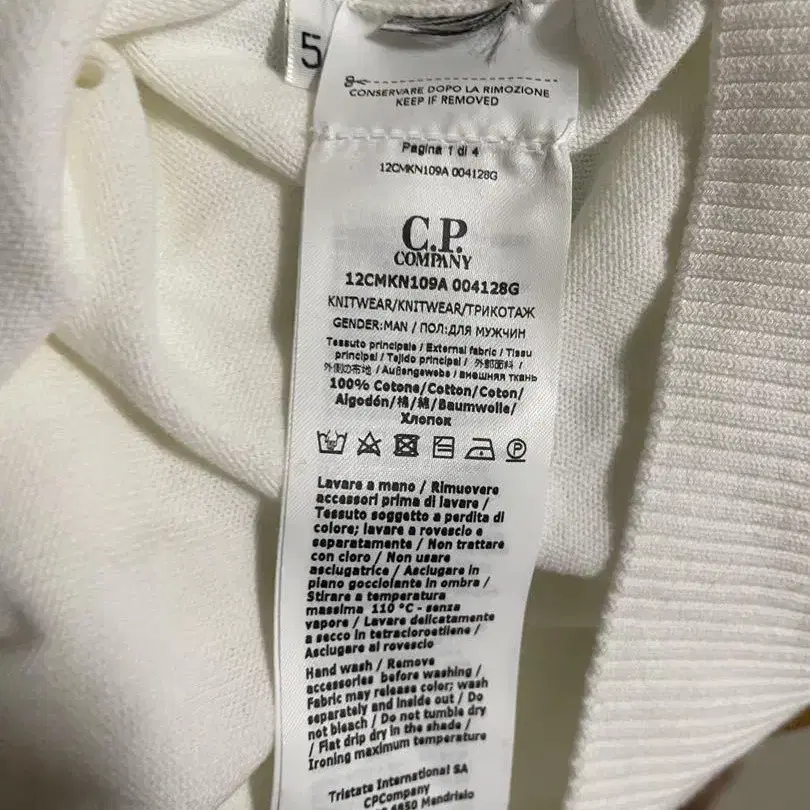 5
CONSERVARE DOPO LA RIMOZIONE
KEEP IF REMOVED
Pagina 1 di 4
12CMKN109A 004128G
C.P.
COMPANY
12CMKN109A 004128G
KNITWEAR/KNITWEAR/ТРИКОТАЖ
GENDER:MAN / ПОЛ:ДЛЯ МУЖЧИН
Tessuto principale / External fabric / Tissu
principal / Tejido principal / 外部面料 /
外側の布地 / Außengewebe / внешняя ткань
100% Cotone/Cotton/Coton/
Algodón/棉/綿/Baumwolle/
Хлопок
P
Lavare a mano / Rimuovere
accessori prima di lavare /
Tessuto soggetto a perdita di
colore; lavare a rovescio e
separatamente / Non trattare
con cloro / Non usare
asciugatrice / Asciugare in
piano gocciolante in ombra /
Stirare a temperatura
massima 110 °C - senza
vapore / Lavare delicatamente
a secco in tetracloroetilene /
Asciugare al rovescio
Hand wash / Remove
accessories before washing /
Fabric may release color; wash
separately and inside out / Do
not bleach / Do not tumble dry
/ Flat drip dry in the shade /
Ironing maximum temperature
Tristate International SA
CPCompany
6850 Mendrisio